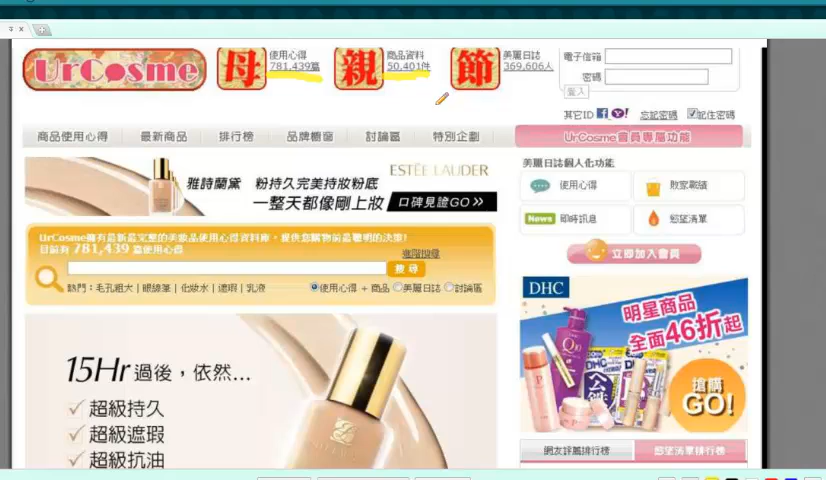 UrCosme
母
使用心得
781,439篇
親
商品資料
50,401件
節
美麗日誌
369,606人
電子信箱
密碼
登入
其它ID
忘記密碼
記住密碼
商品使用心得
最新商品
排行榜
品牌櫥窗
討論區
特別企劃
UrCosme會員專屬功能
ESTĒE LAUDER
雅詩蘭黛 粉持久完美持妝粉底
一整天都像剛上妝
口碑見證GO
美麗日誌個人化功能
使用心得
敗家戰績
News 即時訊息
慾望清單
立即加入會員
UrCosme擁有最新最完整的美妝品使用心得資料庫,提供您購物前最聰明的決策!
目前有 781,439 篇使用心得
進階搜尋
搜尋
熱門:毛孔粗大 | 眼線筆 | 化妝水 | 遮瑕 | 乳液
使用心得 + 商品 美麗日誌 討論區
DHC
明星商品
全面46折起
Q10
搶購
GO!
15Hr 過後,依然...
超級持久
超級遮瑕
超級抗油
網友評鑑排行榜
慾望清單排行榜